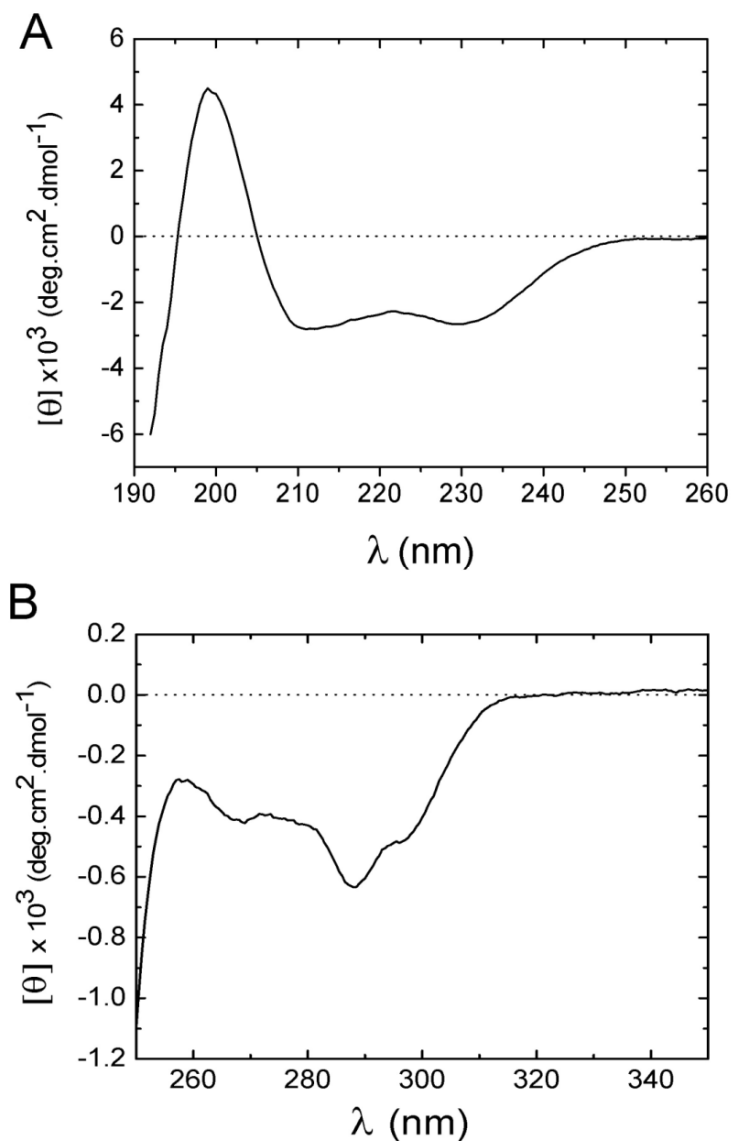 A
[θ] x10³ (deg.cm².dmol⁻¹)
6
4
2
0
-2
-4
-6
190 200 210 220 230 240 250 260
λ (nm)
B
[θ] x 10³ (deg.cm².dmol⁻¹)
0.2
0.0
-0.2
-0.4
-0.6
-0.8
-1.0
-1.2
260 280 300 320 340
λ (nm)